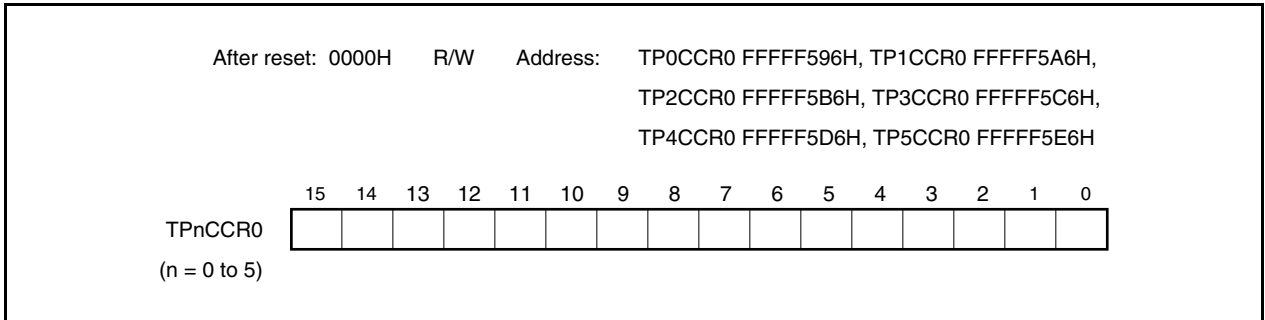 After reset: 0000H R/W Address: TP0CCR0 FFFFF596H, TP1CCR0 FFFFF5A6H,
TP2CCR0 FFFFF5B6H, TP3CCR0 FFFFF5C6H,
TP4CCR0 FFFFF5D6H, TP5CCR0 FFFFF5E6H
15 14 13 12 11 10 9 8 7 6 5 4 3 2 1 0
TPnCCR0
(n = 0 to 5)